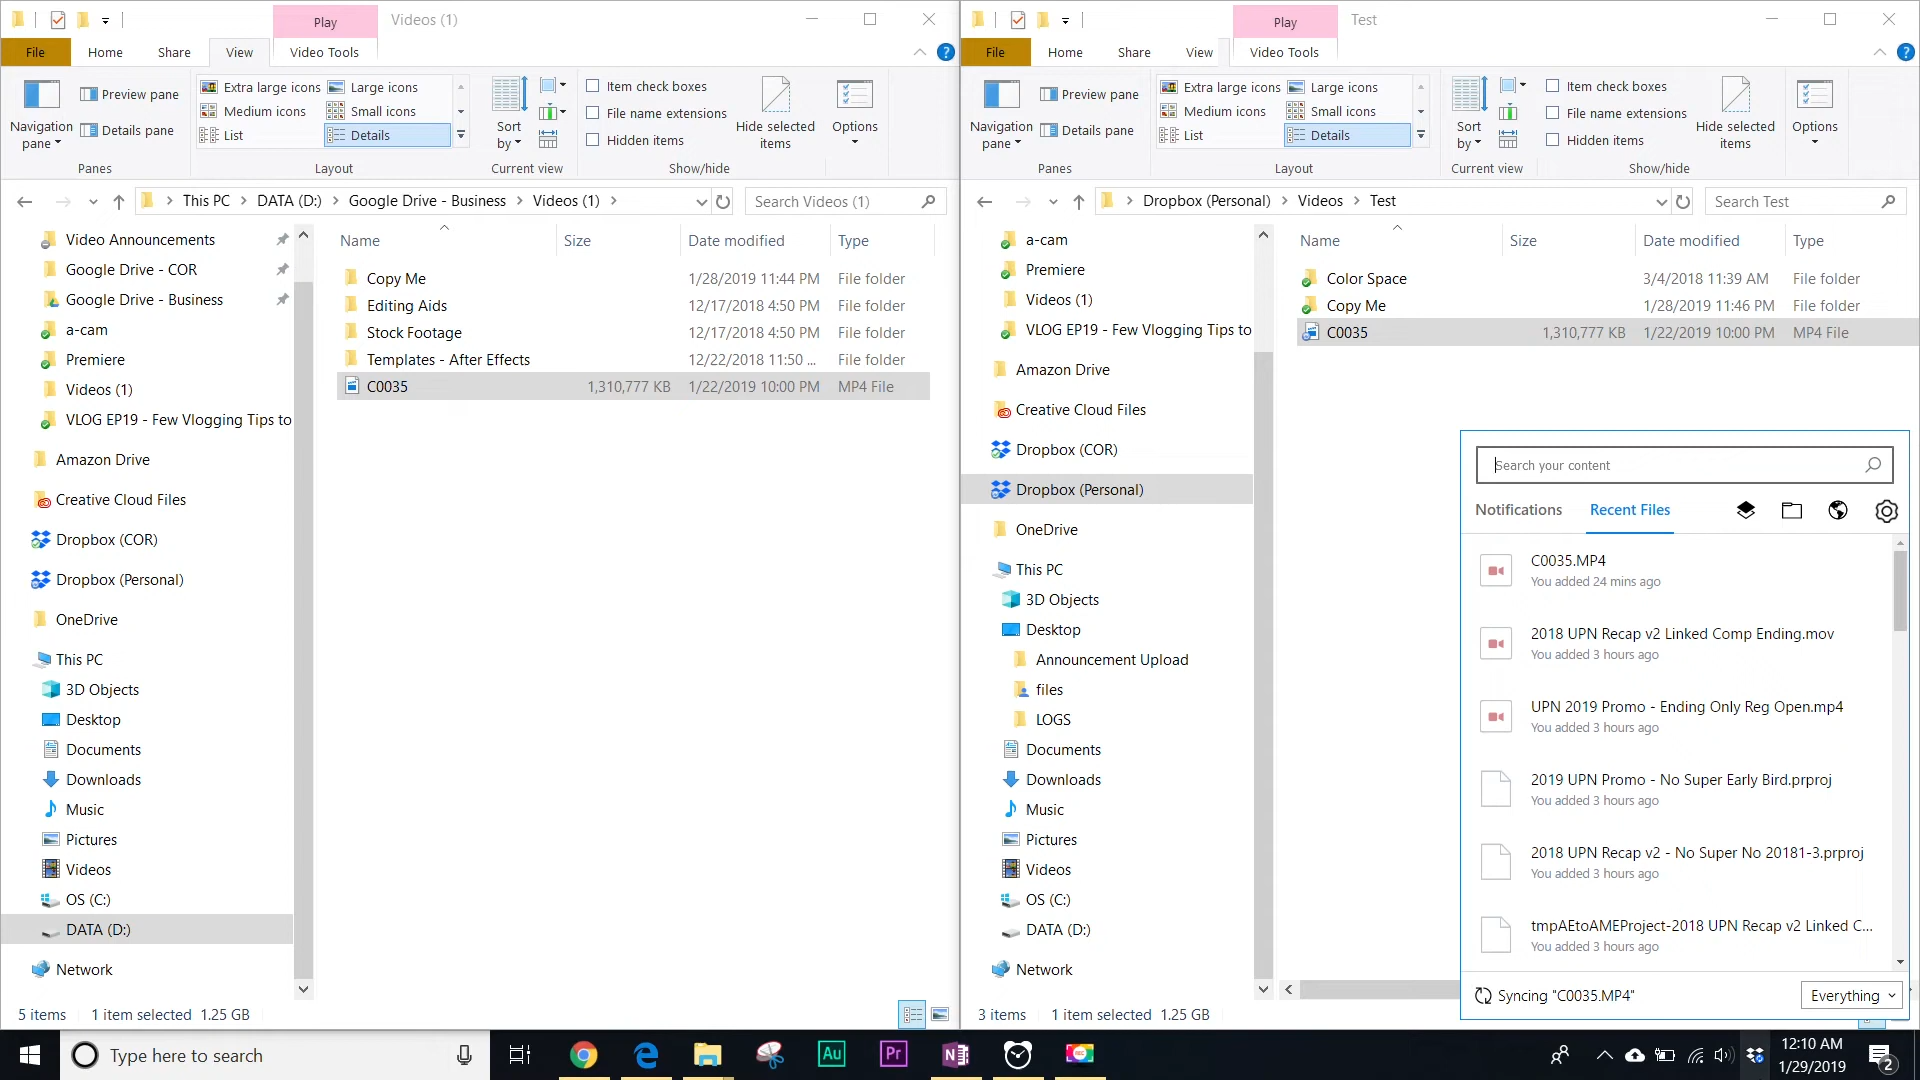 Play
Videos (1)
File
Home
Share
View
Video Tools
Navigation pane
Preview pane
Details pane
Panes
Extra large icons
Large icons
Medium icons
Small icons
List
Details
Layout
Sort by
Current view
Item check boxes
File name extensions
Hidden items
Hide selected items
Show/hide
Options
This PC > DATA (D:) > Google Drive - Business > Videos (1) >
Search Videos (1)
Video Announcements
Google Drive - COR
Google Drive - Business
a-cam
Premiere
Videos (1)
VLOG EP19 - Few Vlogging Tips to
Amazon Drive
Creative Cloud Files
Dropbox (COR)
Dropbox (Personal)
OneDrive
This PC
3D Objects
Desktop
Documents
Downloads
Music
Pictures
Videos
OS (C:)
DATA (D:)
Network
Name Size Date modified Type
Copy Me 1/28/2019 11:44 PM File folder
Editing Aids 12/17/2018 4:50 PM File folder
Stock Footage 12/17/2018 4:50 PM File folder
Templates - After Effects 12/22/2018 11:50 ... File folder
C0035 1,310,777 KB 1/22/2019 10:00 PM MP4 File
5 items 1 item selected 1.25 GB
Play
Test
File
Home
Share
View
Video Tools
Navigation pane
Preview pane
Details pane
Panes
Extra large icons
Large icons
Medium icons
Small icons
List
Details
Layout
Sort by
Current view
Item check boxes
File name extensions
Hidden items
Hide selected items
Show/hide
Options
Dropbox (Personal) > Videos > Test
Search Test
a-cam
Premiere
Videos (1)
VLOG EP19 - Few Vlogging Tips to
Amazon Drive
Creative Cloud Files
Dropbox (COR)
Dropbox (Personal)
OneDrive
This PC
3D Objects
Desktop
Announcement Upload
files
LOGS
Documents
Downloads
Music
Pictures
Videos
OS (C:)
DATA (D:)
Network
Name Size Date modified Type
Color Space 3/4/2018 11:39 AM File folder
Copy Me 1/28/2019 11:46 PM File folder
C0035 1,310,777 KB 1/22/2019 10:00 PM MP4 File
3 items 1 item selected 1.25 GB
Search your content
Notifications
Recent Files
C0035.MP4
You added 24 mins ago
2018 UPN Recap v2 Linked Comp Ending.mov
You added 3 hours ago
UPN 2019 Promo - Ending Only Reg Open.mp4
You added 3 hours ago
2019 UPN Promo - No Super Early Bird.prproj
You added 3 hours ago
2018 UPN Recap v2 - No Super No 20181-3.prproj
You added 3 hours ago
tmpAEtoAMEProject-2018 UPN Recap v2 Linked C...
You added 3 hours ago
Syncing "C0035.MP4"
Everything
Type here to search
Au
Pr
N
12:10 AM
1/29/2019
2